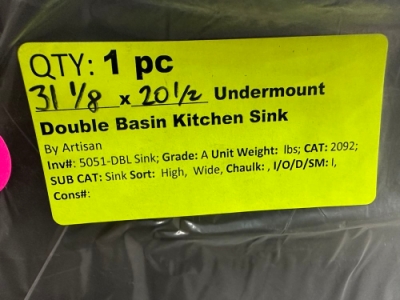 QTY: 1 pc
31 1/8 x 20 1/2 Undermount
Double Basin Kitchen Sink
By Artisan
Inv#: 5051-DBL Sink; Grade: A Unit Weight: lbs; CAT: 2092;
SUB CAT: Sink Sort: High, Wide, Chaulk: , I/O/D/SM: I,
Cons#: